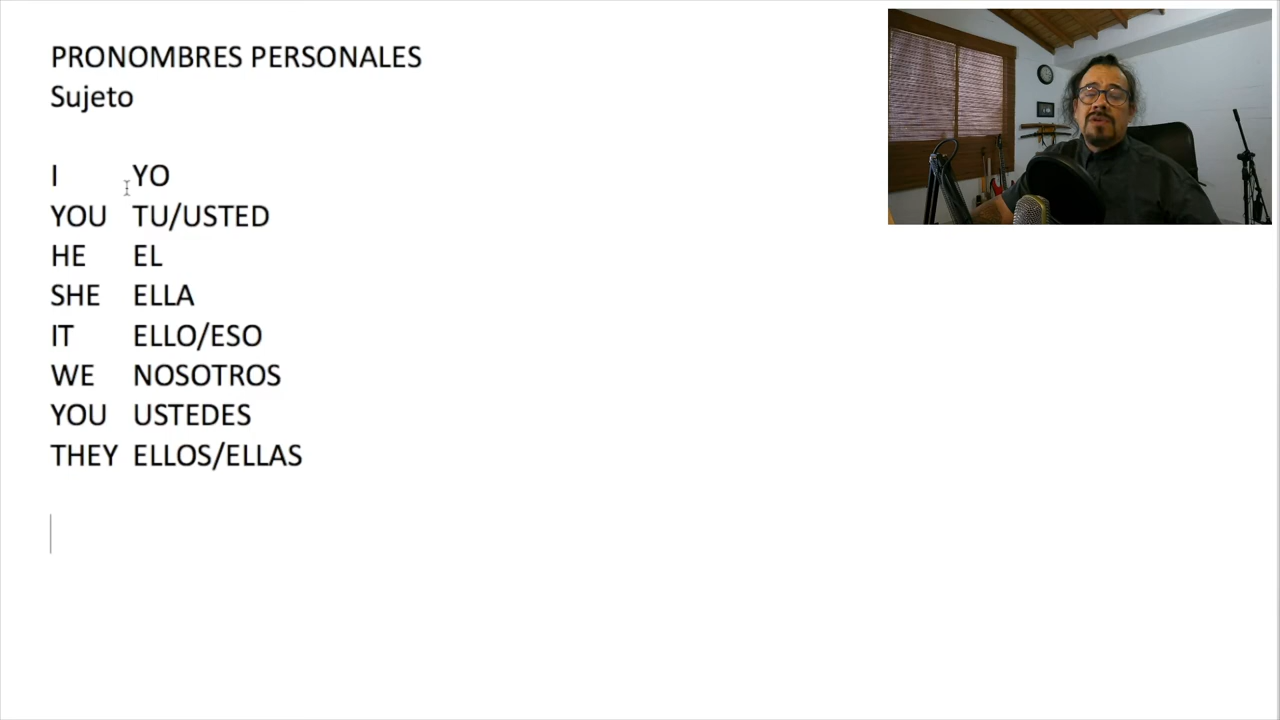 PRONOMBRES PERSONALES
Sujeto
I YO
YOU TU/USTED
HE EL
SHE ELLA
IT ELLO/ESO
WE NOSOTROS
YOU USTEDES
THEY ELLOS/ELLAS